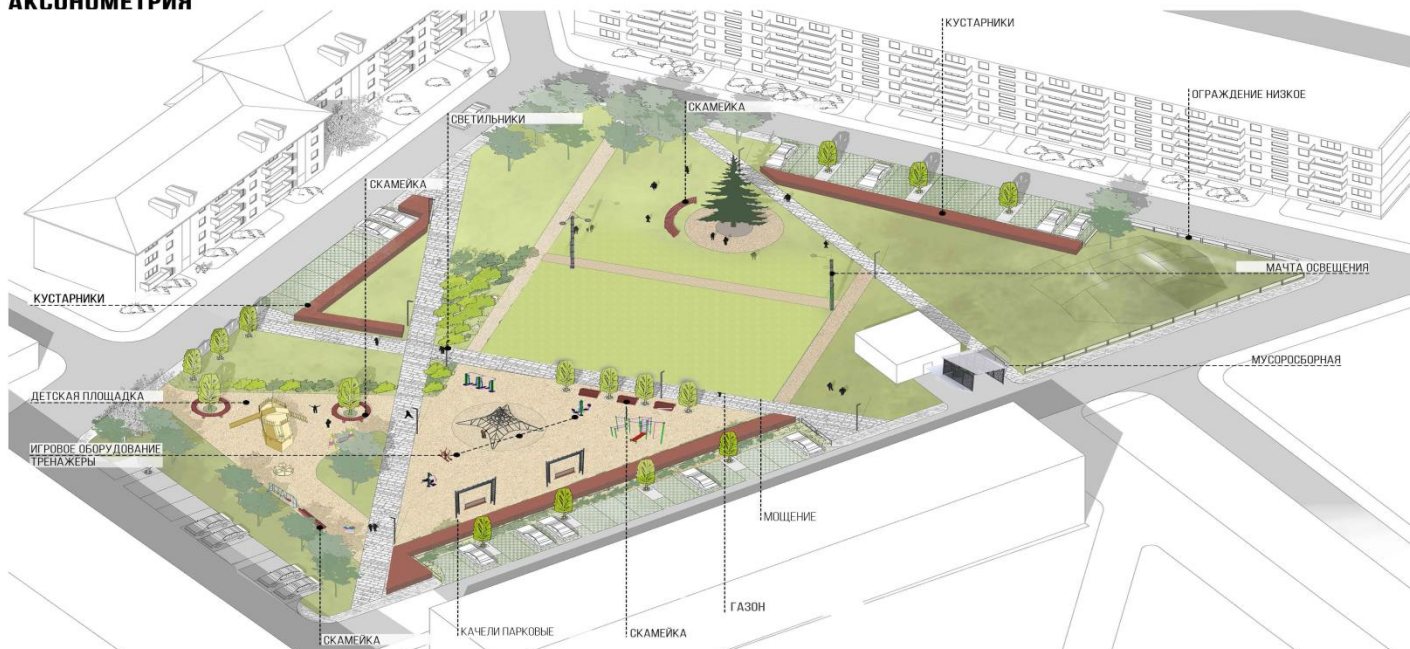 АКСОНОМЕТРИЯ
КУСТАРНИКИ
ОГРАЖДЕНИЕ НИЗКОЕ
СКАМЕЙКА
СВЕТИЛЬНИКИ
СКАМЕЙКА
МАЧТА ОСВЕЩЕНИЯ
КУСТАРНИКИ
МУСОРОСБОРНАЯ
ДЕТСКАЯ ПЛОЩАДКА
ИГРОВОЕ ОБОРУДОВАНИЕ
ТРЕНАЖЕРЫ
МОЩЕНИЕ
ГАЗОН
СКАМЕЙКА
КАЧЕЛИ ПАРКОВЫЕ
СКАМЕЙКА